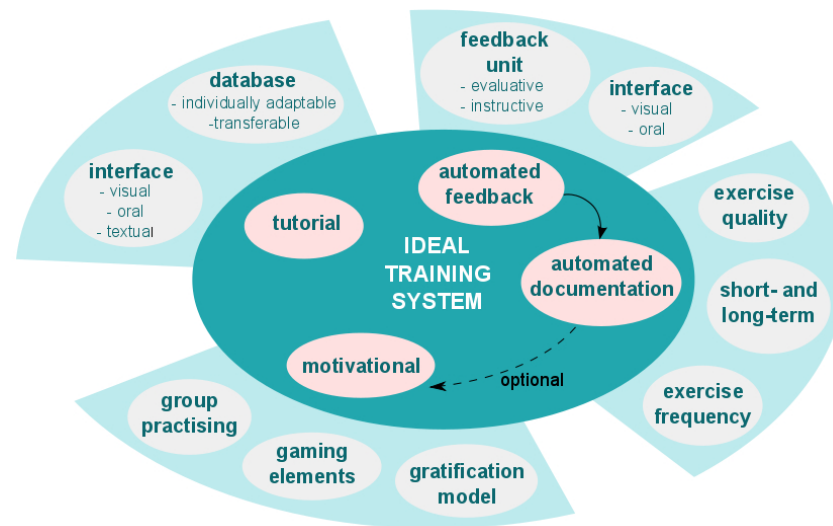 database
- individually adaptable
-transferable
interface
- visual
- oral
- textual
feedback
unit
- evaluative
- instructive
interface
- visual
- oral
exercise
quality
short- and
long-term
exercise
frequency
tutorial
automated
feedback
IDEAL
TRAINING
SYSTEM
automated
documentation
motivational
optional
group
practising
gaming
elements
gratification
model